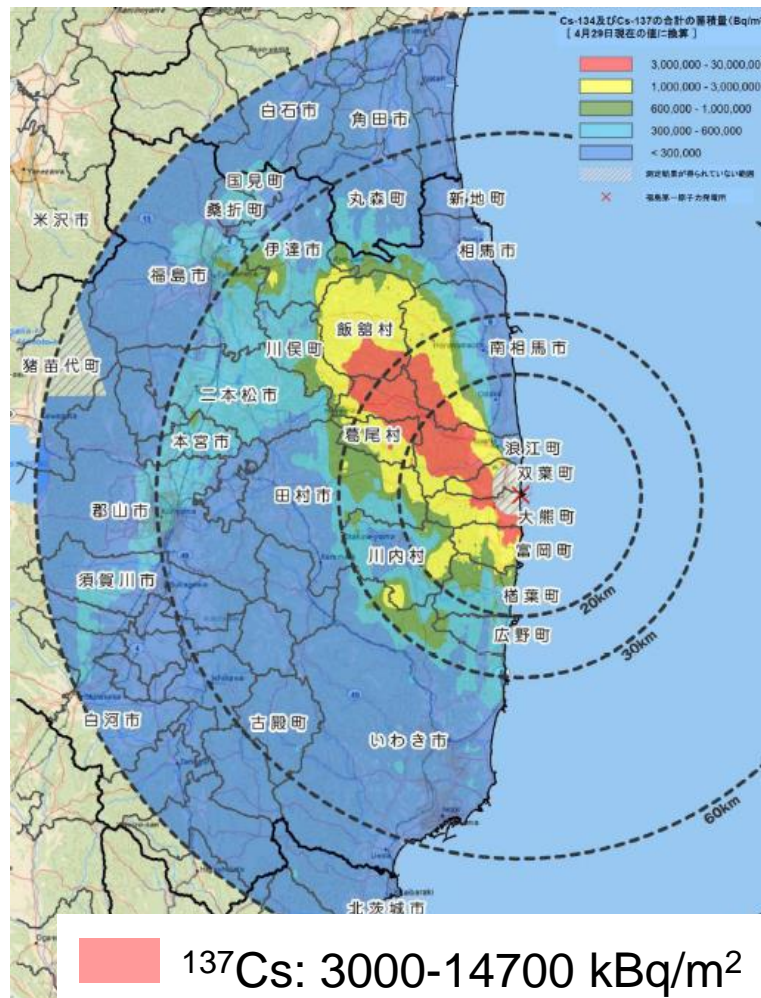 Cs-134及びCs-137の合計の蓄積量(Bq/m²
[ 4月29日現在の値に換算 ]
3,000,000 - 30,000,00
1,000,000 - 3,000,000
600,000 - 1,000,000
300,000 - 600,000
< 300,000
測定結果が得られていない範囲
福島第一原子力発電所
白石市
角田市
国見町
丸森町
新地町
桑折町
米沢市
伊達市
相馬市
福島市
飯舘村
川俣町
南相馬市
猪苗代町
二本松市
本宮市
葛尾村
浪江町
双葉町
田村市
大熊町
郡山市
川内村
富岡町
須賀川市
楢葉町
20km
広野町
30km
白河市
古殿町
いわき市
60km
北茨城市
¹³⁷Cs: 3000-14700 kBq/m²